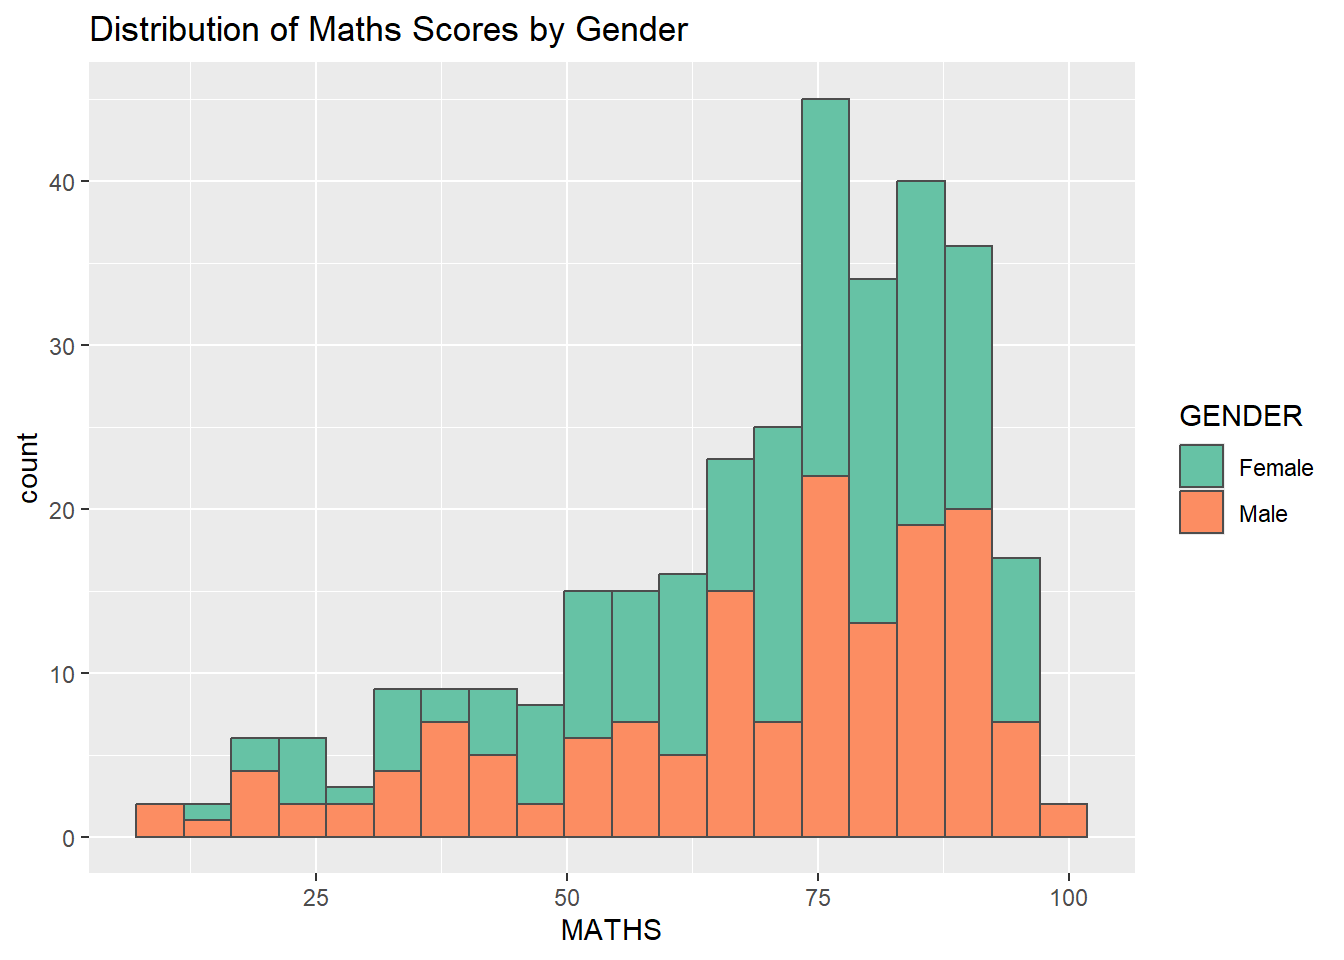 Distribution of Maths Scores by Gender
40
30
20
10
0
count
25 50 75 100
MATHS
GENDER
Female
Male